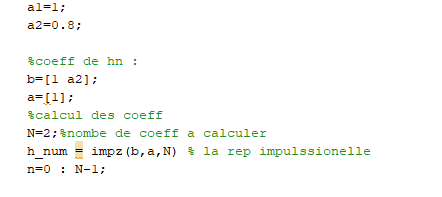 a1=1;
a2=0.8;
%coeff de hn :
b=[1 a2];
a=[1];
%calcul des coeff
N=2;%nombe de coeff a calculer
h_num = impz(b,a,N) % la rep impulssionelle
n=0 : N-1;